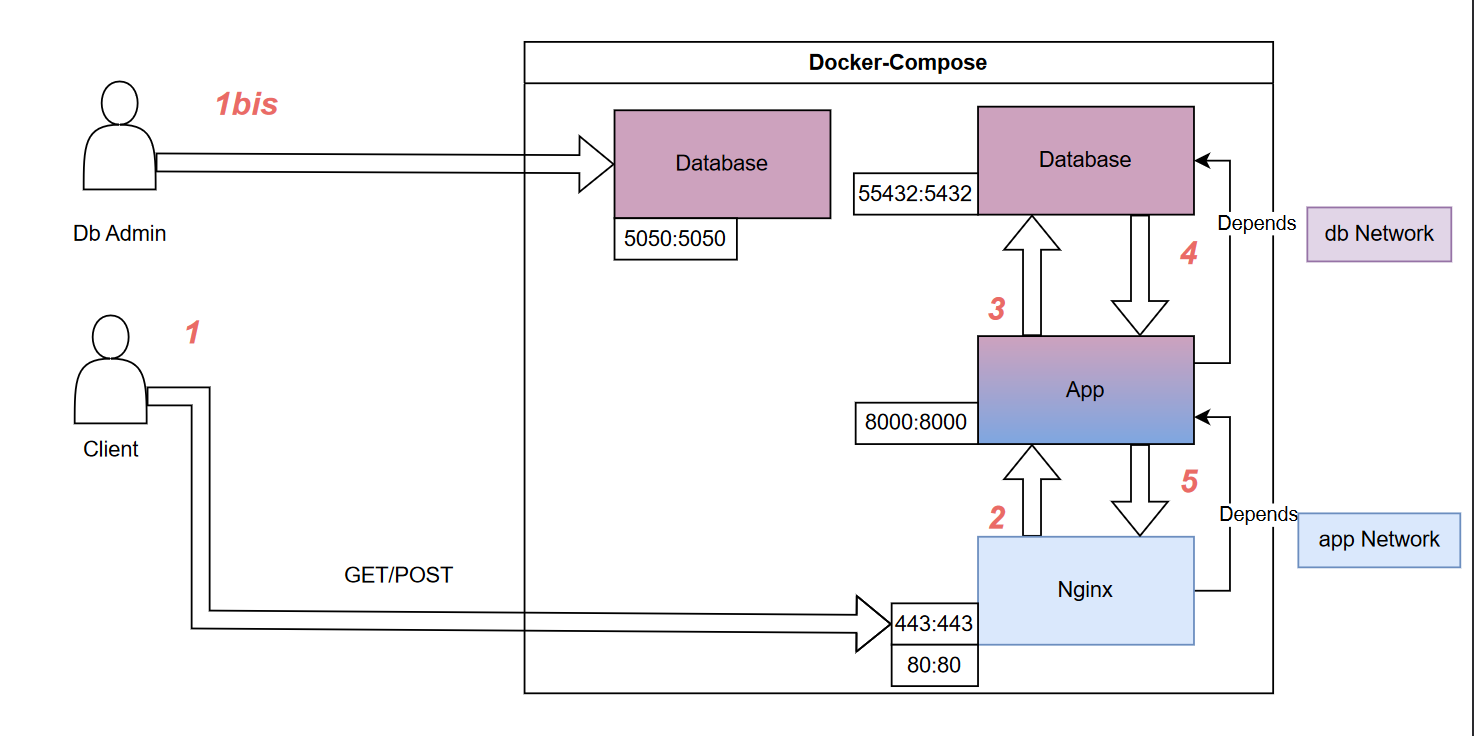 Docker-Compose
1bis
Db Admin
Database
5050:5050
Database
55432:5432
Depends
db Network
4
3
1
Client
App
8000:8000
5
2
Depends
app Network
GET/POST
Nginx
443:443
80:80